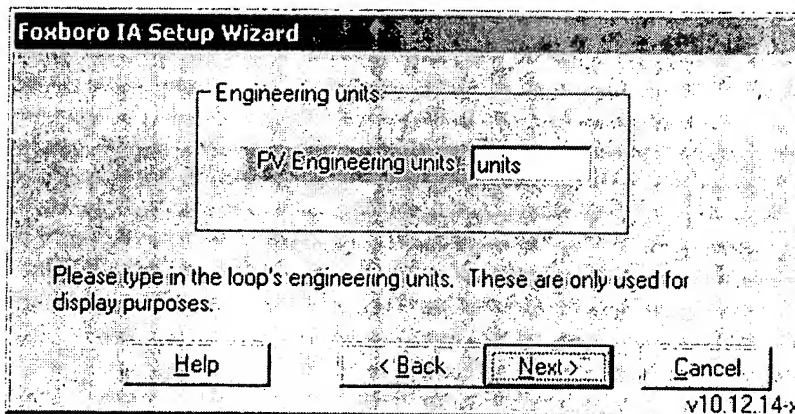 Foxboro IA Setup Wizard
Engineering units
PV Engineering units
units
Please type in the loop's engineering units. These are only used for
display purposes.
Help
< Back
Next >
Cancel
v10.12.14-